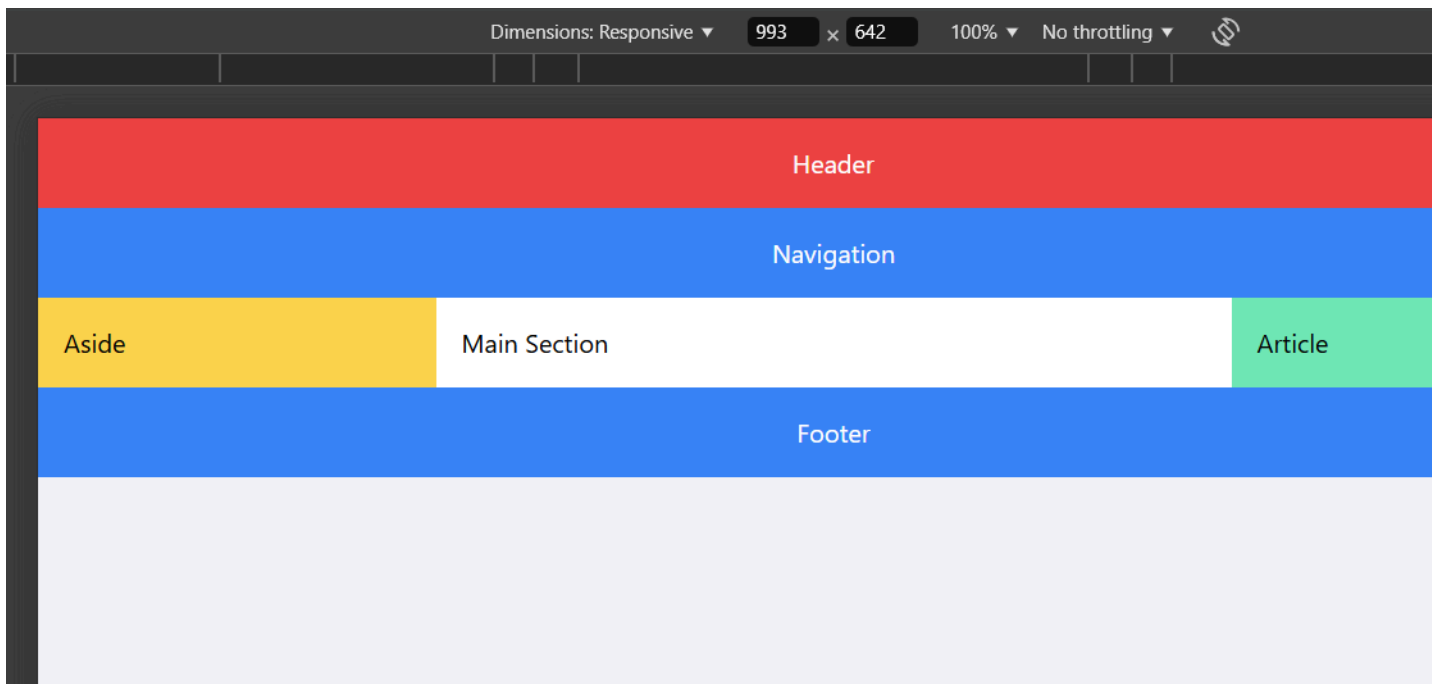 Dimensions: Responsive ▼ 993 × 642 100% ▼ No throttling ▼
Header
Navigation
Aside Main Section Article
Footer